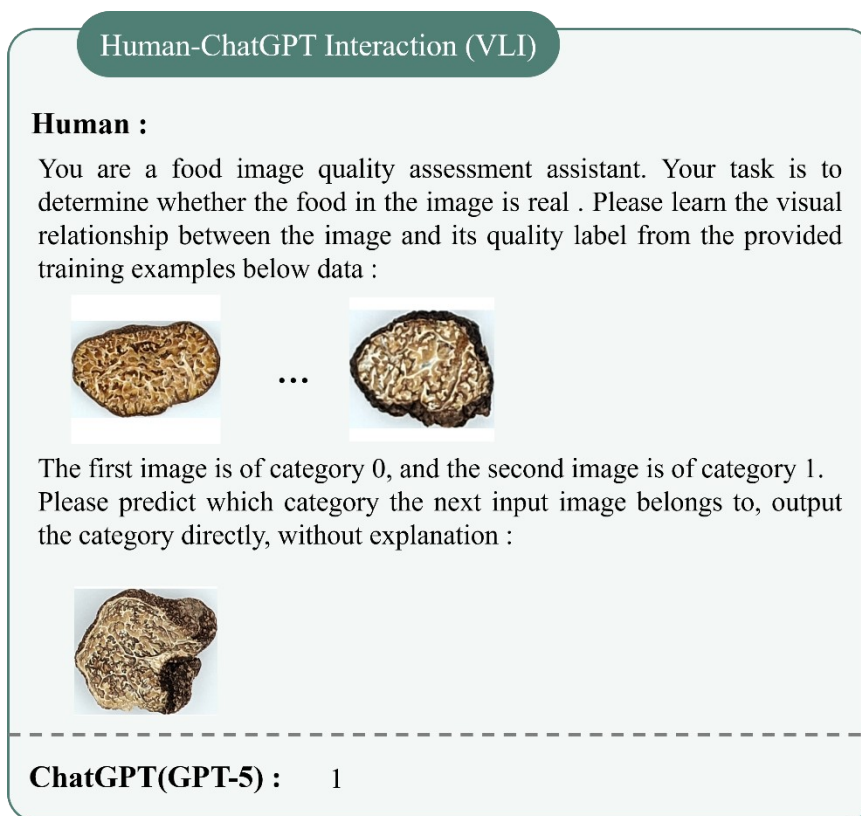 Human-ChatGPT Interaction (VLI)
Human :
You are a food image quality assessment assistant. Your task is to
determine whether the food in the image is real . Please learn the visual
relationship between the image and its quality label from the provided
training examples below data :
...
The first image is of category 0, and the second image is of category 1.
Please predict which category the next input image belongs to, output
the category directly, without explanation :
ChatGPT(GPT-5) : 1